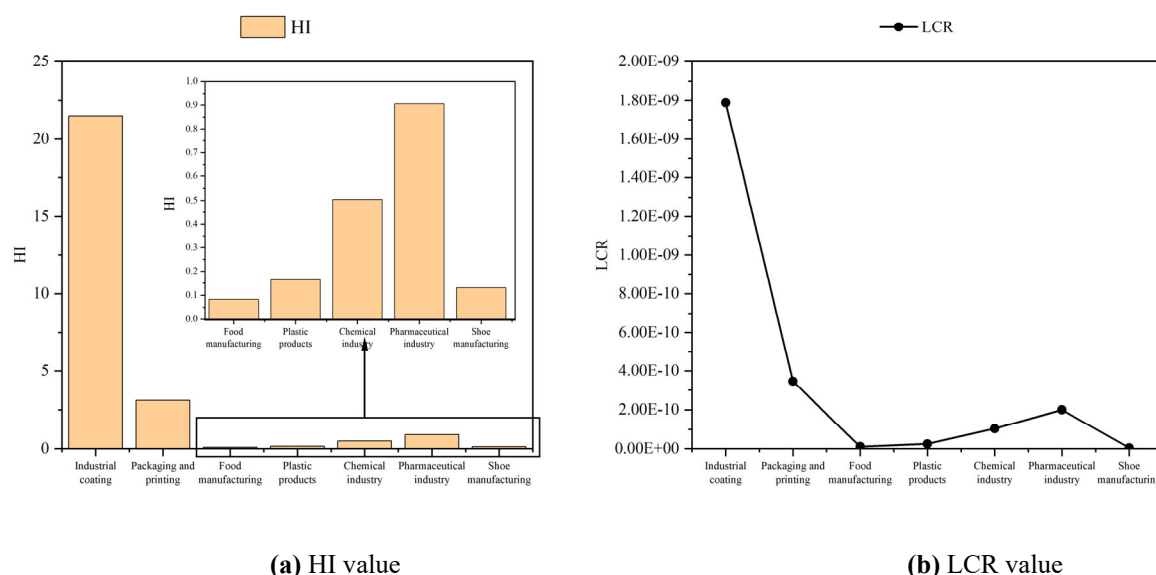 HI
25
20
15
10
5
0
HI
1.0
0.9
0.8
0.7
0.6
0.5
0.4
0.3
0.2
0.1
0.0
HI
Food
manufacturing
Plastic
products
Chemical
industry
Pharmaceutical
industry
Shoe
manufacturing
Industrial
coating
Packaging and
printing
Food
manufacturing
Plastic
products
Chemical
industry
Pharmaceutical
industry
Shoe
manufacturing
(a) HI value
LCR
2.00E-09
1.80E-09
1.60E-09
1.40E-09
1.20E-09
1.00E-09
8.00E-10
6.00E-10
4.00E-10
2.00E-10
0.00E+00
LCR
Industrial
coating
Packaging and
printing
Food
manufacturing
Plastic
products
Chemical
industry
Pharmaceutical
industry
Shoe
manufacturing
(b) LCR value